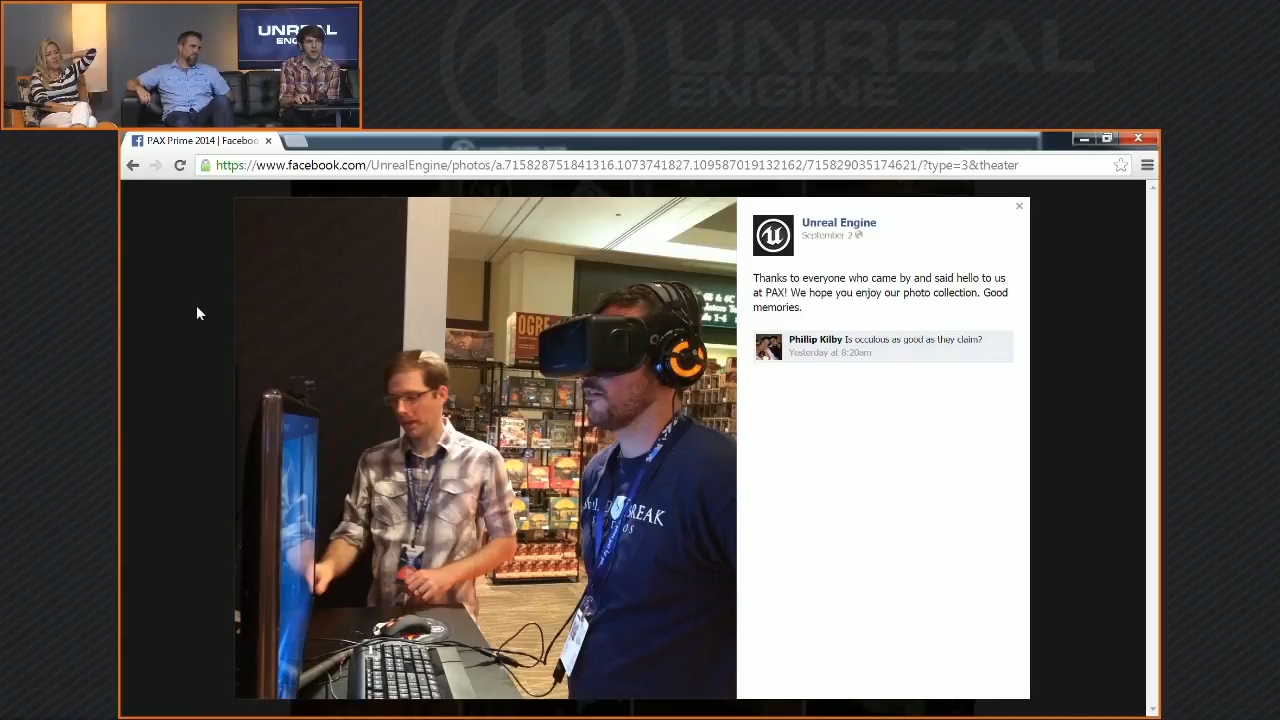 UNREAL
ENGINE
UNREAL
ENGINE
PAX Prime 2014 | Faceboo
https://www.facebook.com/UnrealEngine/photos/a.715828751841316.1073741827.109587019132162/715829035174621/?type=3&theater
Unreal Engine
September 2
Thanks to everyone who came by and said hello to us
at PAX! We hope you enjoy our photo collection. Good
memories.
Phillip Kilby Is occulous as good as they claim?
Yesterday at 8:20am
OGRE